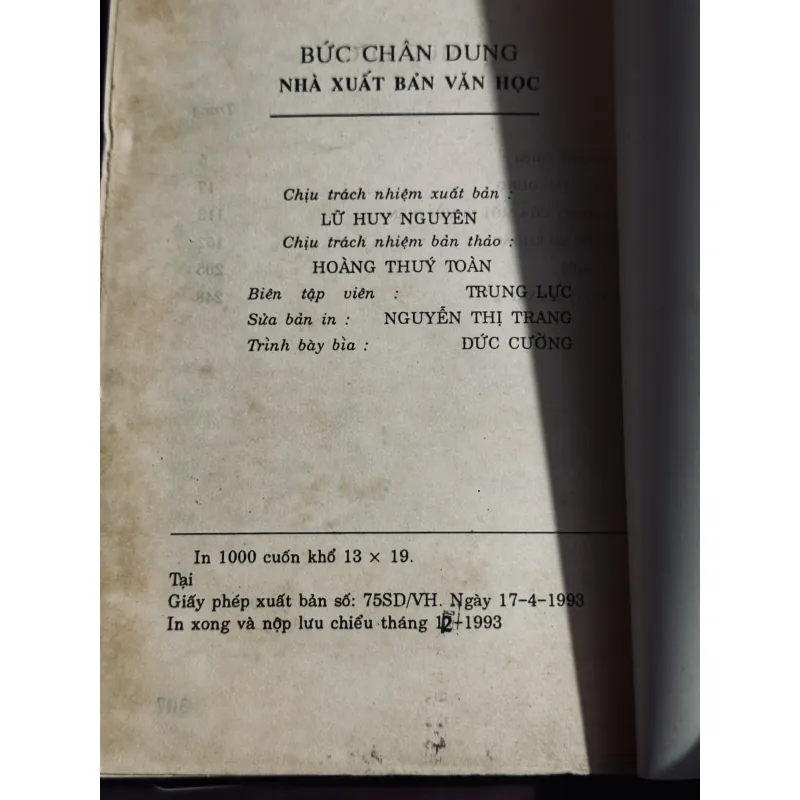 BỨC CHÂN DUNG
NHÀ XUẤT BẢN VĂN HỌC
Chịu trách nhiệm xuất bản :
LỮ HUY NGUYÊN
Chịu trách nhiệm bản thảo :
HOÀNG THUÝ TOÀN
Biên tập viên : TRUNG LỰC
Sửa bản in : NGUYỄN THỊ TRANG
Trình bày bìa : ĐỨC CƯỜNG
In 1000 cuốn khổ 13 × 19.
Tại
Giấy phép xuất bản số: 75SD/VH. Ngày 17-4-1993
In xong và nộp lưu chiểu tháng 12-1993